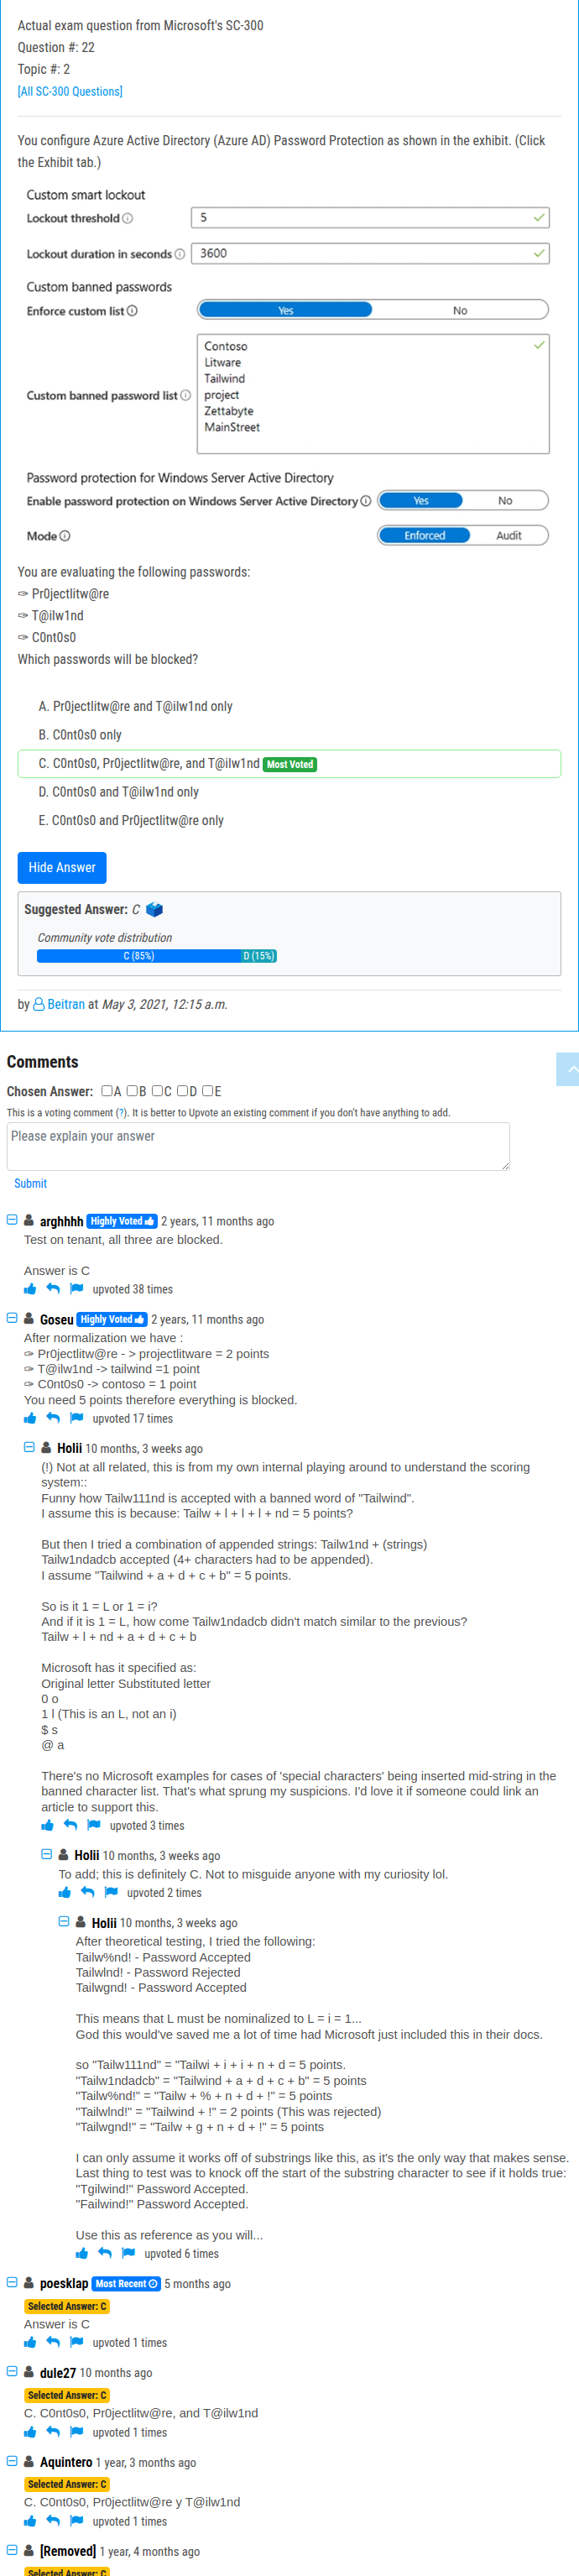 Actual exam question from Microsoft's SC-300
Question #: 22
Topic #: 2
[All SC-300 Questions]
You configure Azure Active Directory (Azure AD) Password Protection as shown in the exhibit. (Click
the Exhibit tab.)
Custom smart lockout
Lockout threshold 5
Lockout duration in seconds 3600
Custom banned passwords
Enforce custom list Yes No
Custom banned password list
Contoso
Litware
Tailwind
project
Zettabyte
MainStreet
Password protection for Windows Server Active Directory
Enable password protection on Windows Server Active Directory Yes No
Mode Enforced Audit
You are evaluating the following passwords:
✑ Pr0jectlitw@re
✑ T@ilw1nd
✑ C0nt0s0
Which passwords will be blocked?
A. Pr0jectlitw@re and T@ilw1nd only
B. C0nt0s0 only
C. C0nt0s0, Pr0jectlitw@re, and T@ilw1nd Most Voted
D. C0nt0s0 and T@ilw1nd only
E. C0nt0s0 and Pr0jectlitw@re only
Hide Answer
Suggested Answer: C
Community vote distribution
C (85%) D (15%)
by Beitran at May 3, 2021, 12:15 a.m.
Comments
Chosen Answer: A B C D E
This is a voting comment (?). It is better to Upvote an existing comment if you don't have anything to add.
Please explain your answer
Submit
arghhhh Highly Voted 2 years, 11 months ago
Test on tenant, all three are blocked.
Answer is C
upvoted 38 times
Goseu Highly Voted 2 years, 11 months ago
After normalization we have :
✑ Pr0jectlitw@re - > projectlitware = 2 points
✑ T@ilw1nd -> tailwind =1 point
✑ C0nt0s0 -> contoso = 1 point
You need 5 points therefore everything is blocked.
upvoted 17 times
Holii 10 months, 3 weeks ago
(!) Not at all related, this is from my own internal playing around to understand the scoring
system::
Funny how Tailw111nd is accepted with a banned word of "Tailwind".
I assume this is because: Tailw + l + l + l + nd = 5 points?
But then I tried a combination of appended strings: Tailw1nd + (strings)
Tailw1ndadcb accepted (4+ characters had to be appended).
I assume "Tailwind + a + d + c + b" = 5 points.
So is it 1 = L or 1 = i?
And if it is 1 = L, how come Tailw1ndadcb didn't match similar to the previous?
Tailw + l + nd + a + d + c + b
Microsoft has it specified as:
Original letter Substituted letter
0 o
1 l (This is an L, not an i)
$ s
@ a
There's no Microsoft examples for cases of 'special characters' being inserted mid-string in the
banned character list. That's what sprung my suspicions. I'd love it if someone could link an
article to support this.
upvoted 3 times
Holii 10 months, 3 weeks ago
To add; this is definitely C. Not to misguide anyone with my curiosity lol.
upvoted 2 times
Holii 10 months, 3 weeks ago
After theoretical testing, I tried the following:
Tailw%nd! - Password Accepted
Tailwlnd! - Password Rejected
Tailwgnd! - Password Accepted
This means that L must be nominalized to L = i = 1...
God this would've saved me a lot of time had Microsoft just included this in their docs.
so "Tailw111nd" = "Tailwi + i + i + n + d = 5 points.
"Tailw1ndadcb" = "Tailwind + a + d + c + b" = 5 points
"Tailw%nd!" = "Tailw + % + n + d + !" = 5 points
"Tailwlnd!" = "Tailwind + !" = 2 points (This was rejected)
"Tailwgnd!" = "Tailw + g + n + d + !" = 5 points
I can only assume it works off of substrings like this, as it's the only way that makes sense.
Last thing to test was to knock off the start of the substring character to see if it holds true:
"Tgilwind!" Password Accepted.
"Failwind!" Password Accepted.
Use this as reference as you will...
upvoted 6 times
poesklap Most Recent 5 months ago
Selected Answer: C
Answer is C
upvoted 1 times
dule27 10 months ago
Selected Answer: C
C. C0nt0s0, Pr0jectlitw@re, and T@ilw1nd
upvoted 1 times
Aquintero 1 year, 3 months ago
Selected Answer: C
C. C0nt0s0, Pr0jectlitw@re y T@ilw1nd
upvoted 1 times
[Removed] 1 year, 4 months ago
Selected Answer: C